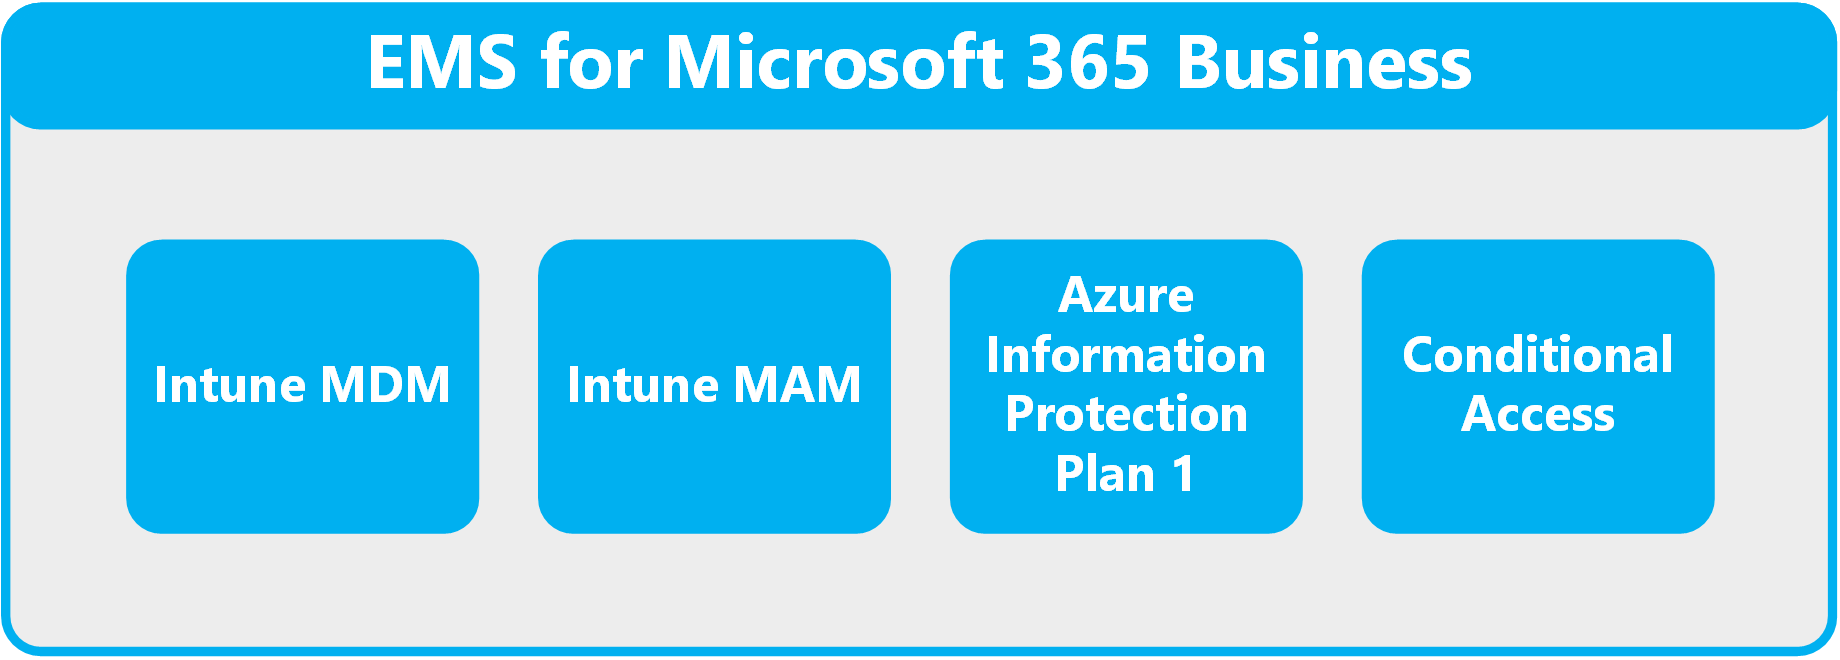 EMS for Microsoft 365 Business
Intune MDM
Intune MAM
Azure
Information
Protection
Plan 1
Conditional
Access